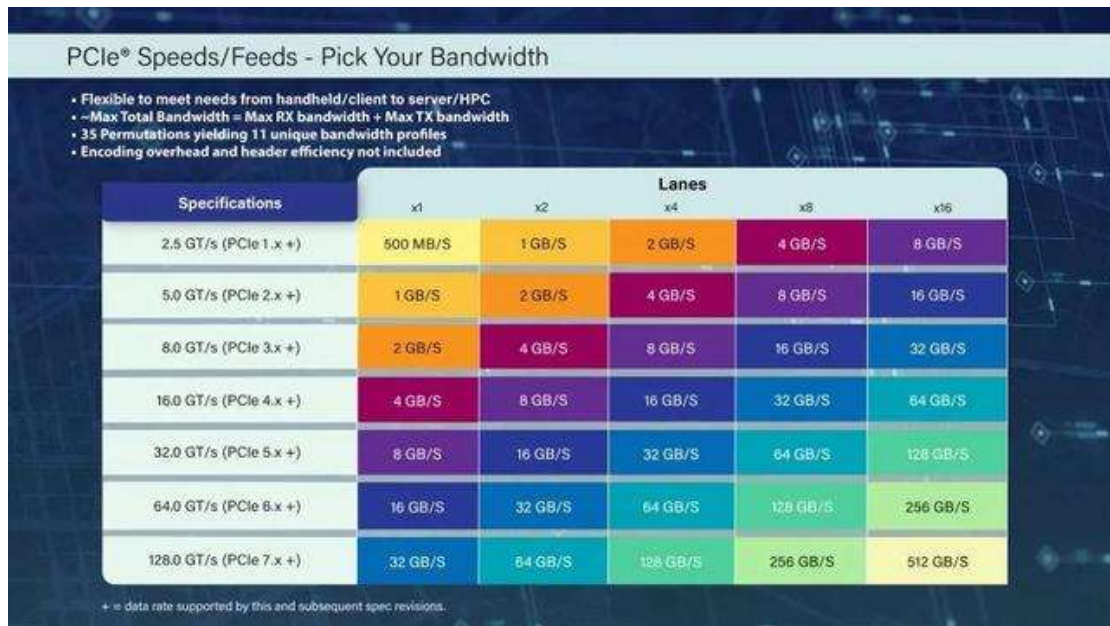 PCIe® Speeds/Feeds - Pick Your Bandwidth
• Flexible to meet needs from handheld/client to server/HPC
• ~Max Total Bandwidth = Max RX bandwidth + Max TX bandwidth
• 35 Permutations yielding 11 unique bandwidth profiles
• Encoding overhead and header efficiency not included
Lanes
Specifications x1 x2 x4 x8 x16
2.5 GT/s (PCIe 1.x +) 500 MB/S 1 GB/S 2 GB/S 4 GB/S 8 GB/S
5.0 GT/s (PCIe 2.x +) 1 GB/S 2 GB/S 4 GB/S 8 GB/S 16 GB/S
8.0 GT/s (PCIe 3.x +) 2 GB/S 4 GB/S 8 GB/S 16 GB/S 32 GB/S
16.0 GT/s (PCIe 4.x +) 4 GB/S 8 GB/S 16 GB/S 32 GB/S 64 GB/S
32.0 GT/s (PCIe 5.x +) 8 GB/S 16 GB/S 32 GB/S 64 GB/S 128 GB/S
64.0 GT/s (PCIe 6.x +) 16 GB/S 32 GB/S 64 GB/S 128 GB/S 256 GB/S
128.0 GT/s (PCIe 7.x +) 32 GB/S 64 GB/S 128 GB/S 256 GB/S 512 GB/S
+ = data rate supported by this and subsequent spec revisions.